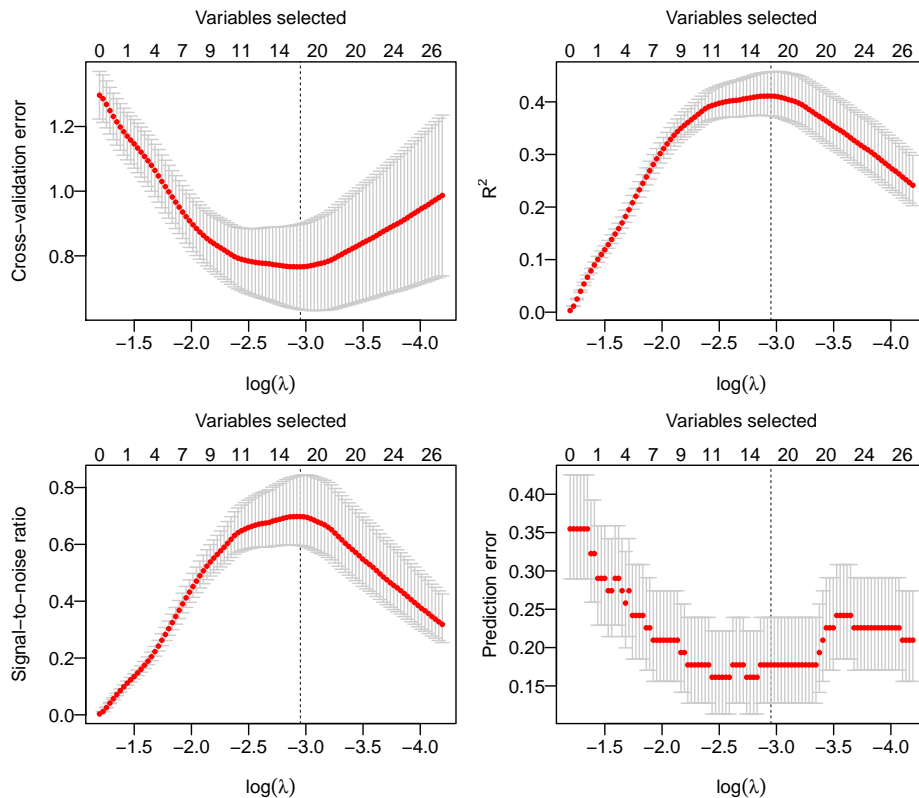 Variables selected
0 1 4 7 9 11 14 20 20 24 26
Cross−validation error
1.2
1.0
0.8
−1.5 −2.0 −2.5 −3.0 −3.5 −4.0
log(λ)
Variables selected
0 1 4 7 9 11 14 20 20 24 26
R²
0.4
0.3
0.2
0.1
0.0
−1.5 −2.0 −2.5 −3.0 −3.5 −4.0
log(λ)
Variables selected
0 1 4 7 9 11 14 20 20 24 26
Signal−to−noise ratio
0.8
0.6
0.4
0.2
0.0
−1.5 −2.0 −2.5 −3.0 −3.5 −4.0
log(λ)
Variables selected
0 1 4 7 9 11 14 20 20 24 26
Prediction error
0.40
0.35
0.30
0.25
0.20
0.15
−1.5 −2.0 −2.5 −3.0 −3.5 −4.0
log(λ)